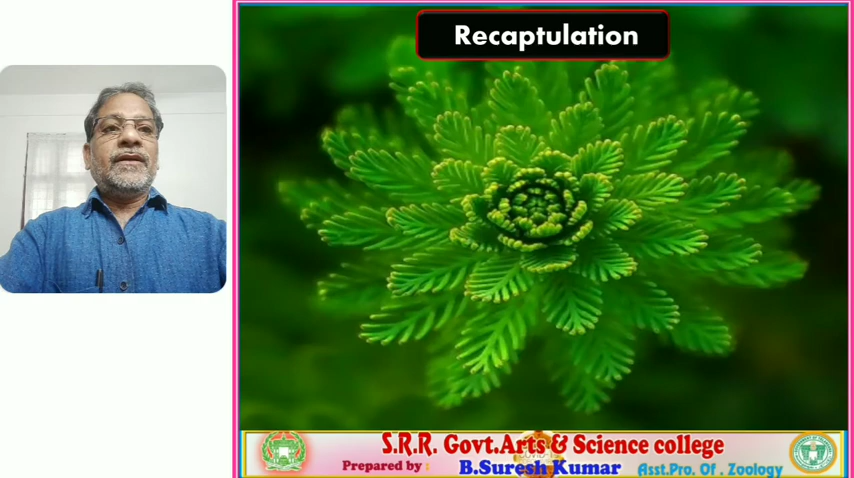 Recaptulation
S.R.R. Govt.Arts & Science college
Prepared by : B.Suresh Kumar Asst.Pro. Of . Zoology